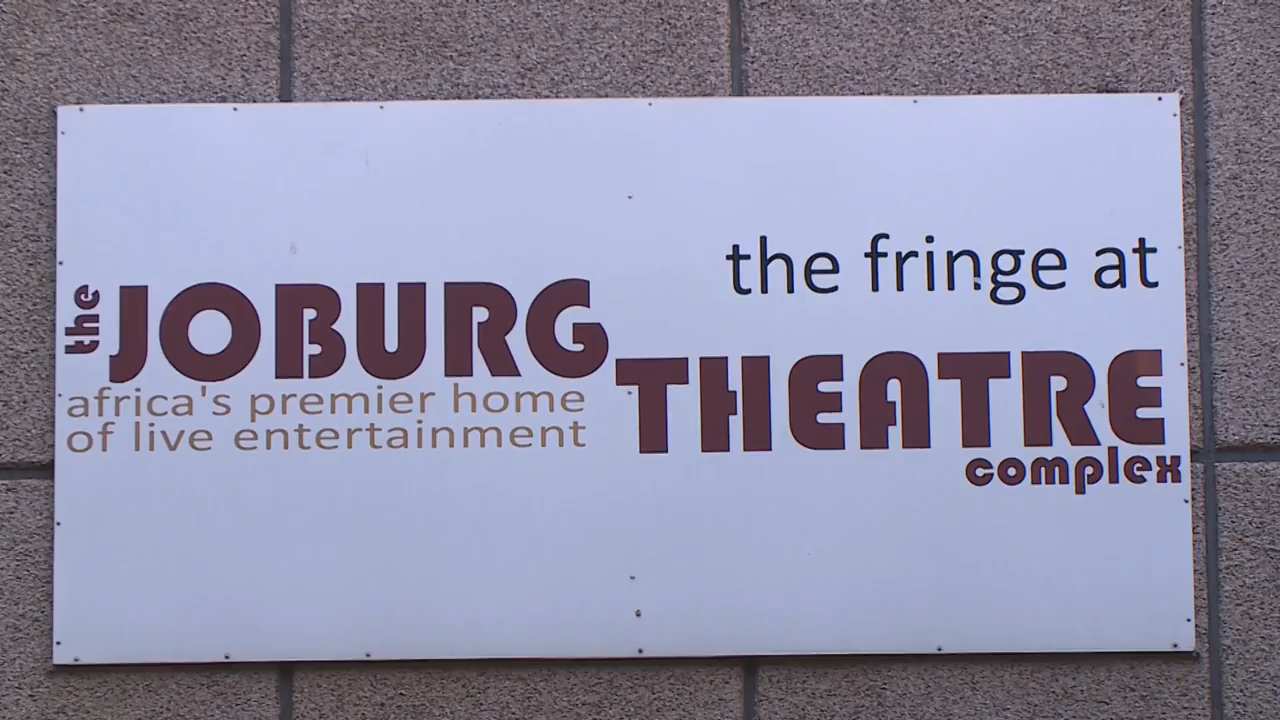 the fringe at
the JOBURG
THEATRE
africa's premier home
of live entertainment
complex